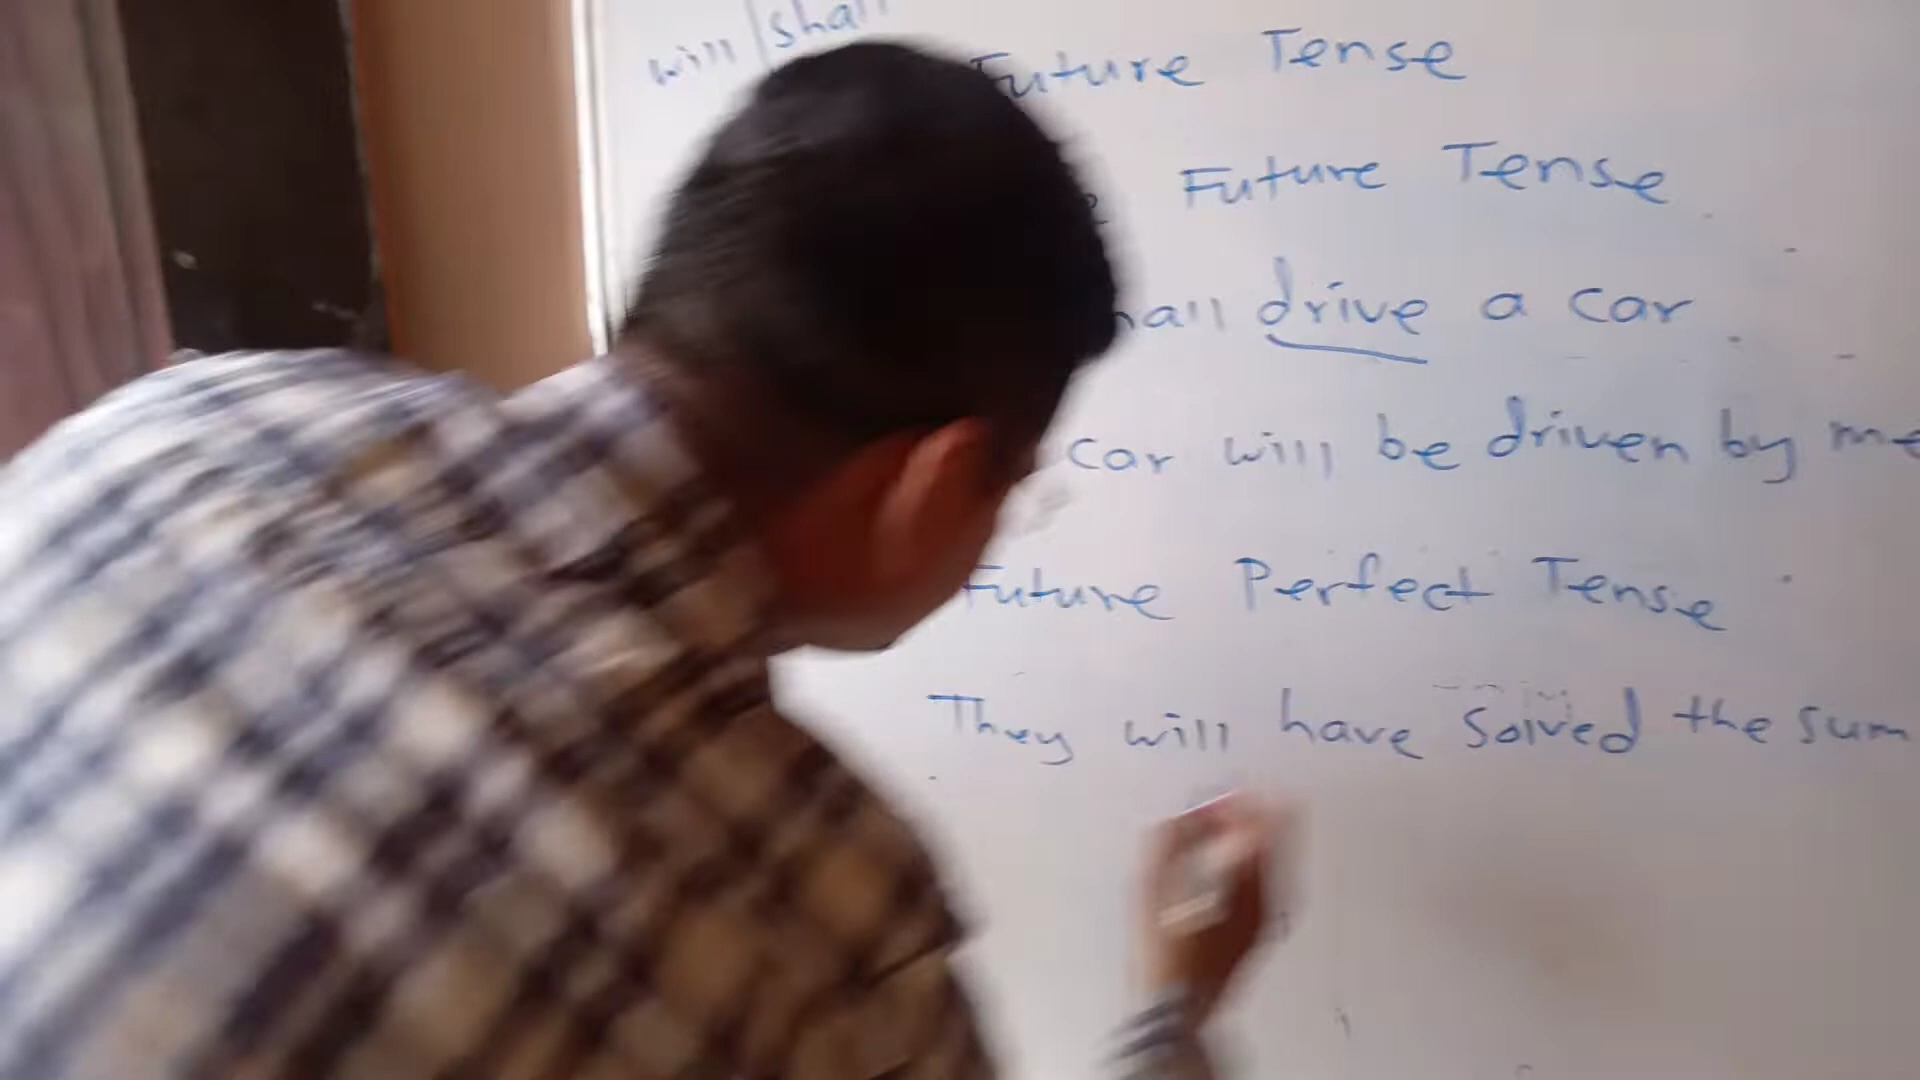 will/shall
Future Tense
Future Tense
drive a car
car will be driven by me
Future Perfect Tense
They will have solved the sum